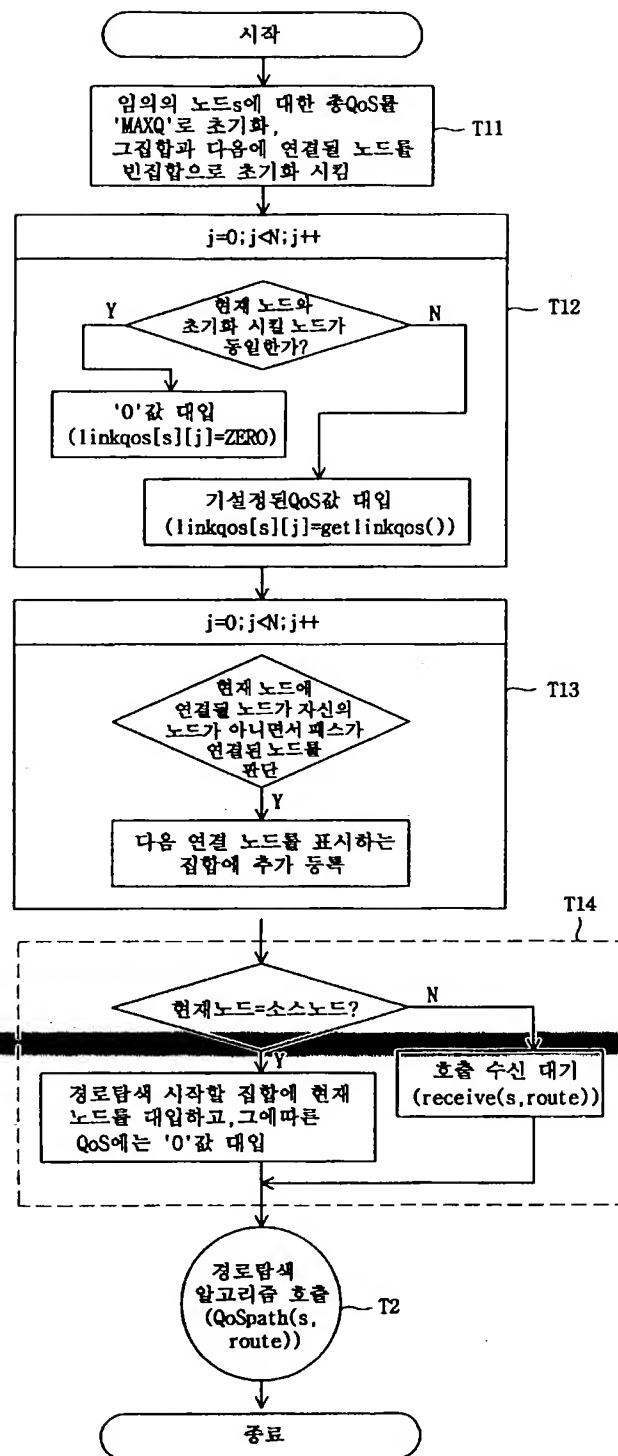 시작
임의의 노드s에 대한 총QoS를
'MAXQ'로 초기화,
그집합과 다음에 연결될 노드를
빈집합으로 초기화 시킴
T11
j=0;j<N;j++
현재 노드와
초기화 시킬 노드가
동일한가?
Y
N
T12
'0'값 대입
(linkqos[s][j]=ZERO)
기설정된QoS값 대입
(linkqos[s][j]=getlinkqos())
j=0;j<N;j++
현재 노드에
연결될 노드가 자신의
노드가 아니면서 패스가
연결된 노드를
판단
T13
Y
다음 연결 노드를 표시하는
집합에 추가 등록
T14
현재노드=소스노드?
N
Y
경로탐색 시작할 집합에 현재
노드를 대입하고,그에따른
QoS에는 '0'값 대입
호출 수신 대기
(receive(s,route))
경로탐색
알고리즘 호출
(QoSpath(s,
route))
T2
종료